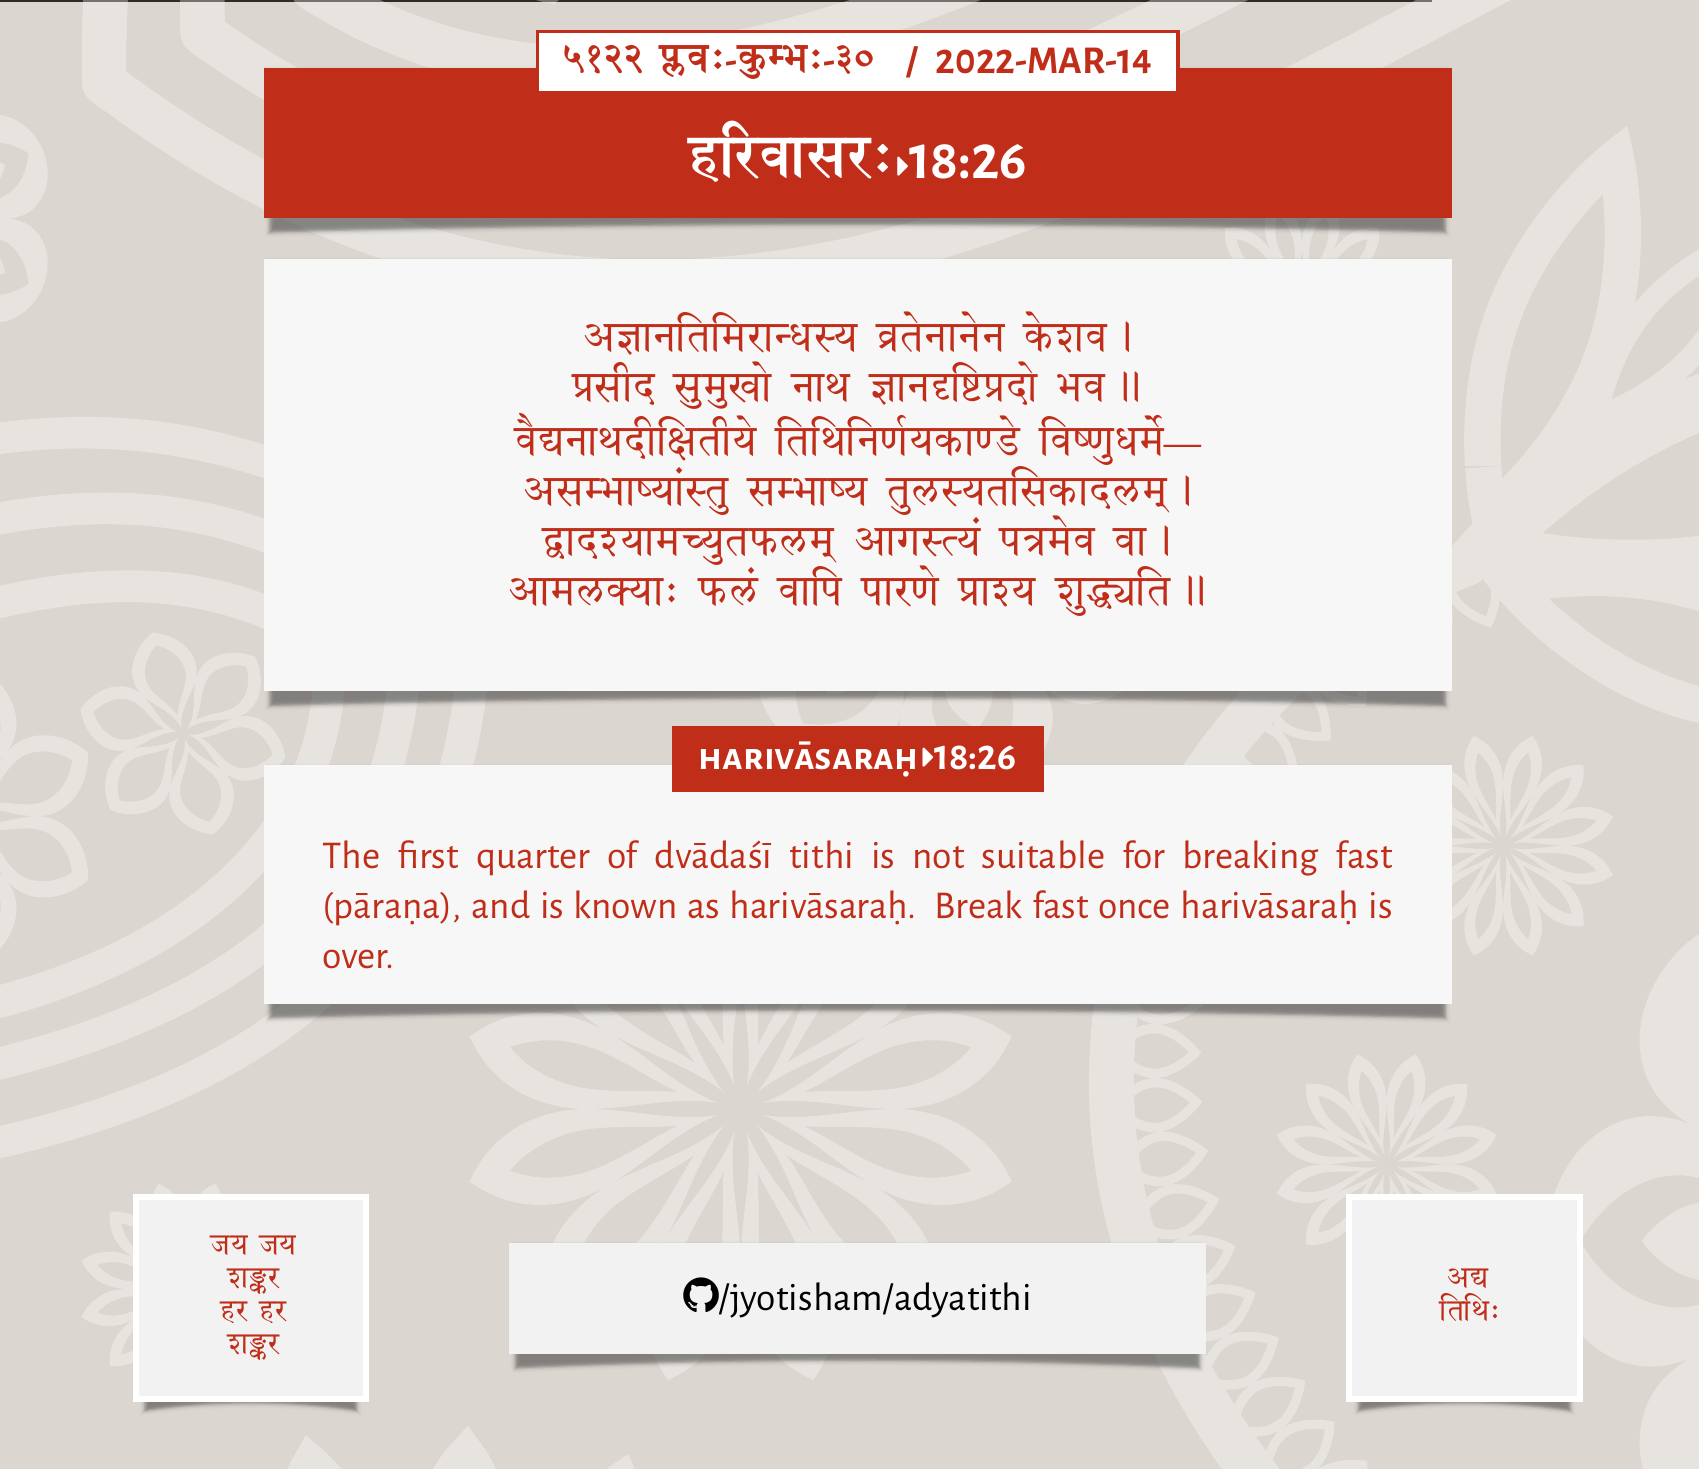 ५१२२ प्लवः-कुम्भः-३० / 2022-MAR-14
हरिवासरः▸18:26
अज्ञानतिमिरान्धस्य व्रतेनानेन केशव ।
प्रसीद सुमुखो नाथ ज्ञानदृष्टिप्रदो भव ॥
वैद्यनाथदीक्षितीये तिथिनिर्णयकाण्डे विष्णुधर्मे—
असम्भाष्यांस्तु सम्भाष्य तुलस्यतसिकादलम् ।
द्वादश्यामच्युतफलम् आगस्त्यं पत्रमेव वा ।
आमलक्याः फलं वापि पारणे प्राश्य शुद्ध्यति ॥
HARIVĀSARAḤ▸18:26
The first quarter of dvādaśī tithi is not suitable for breaking fast
(pāraṇa), and is known as harivāsaraḥ. Break fast once harivāsaraḥ is
over.
जय जय
शङ्कर
हर हर
शङ्कर
/jyotisham/adyatithi
अद्य
तिथिः